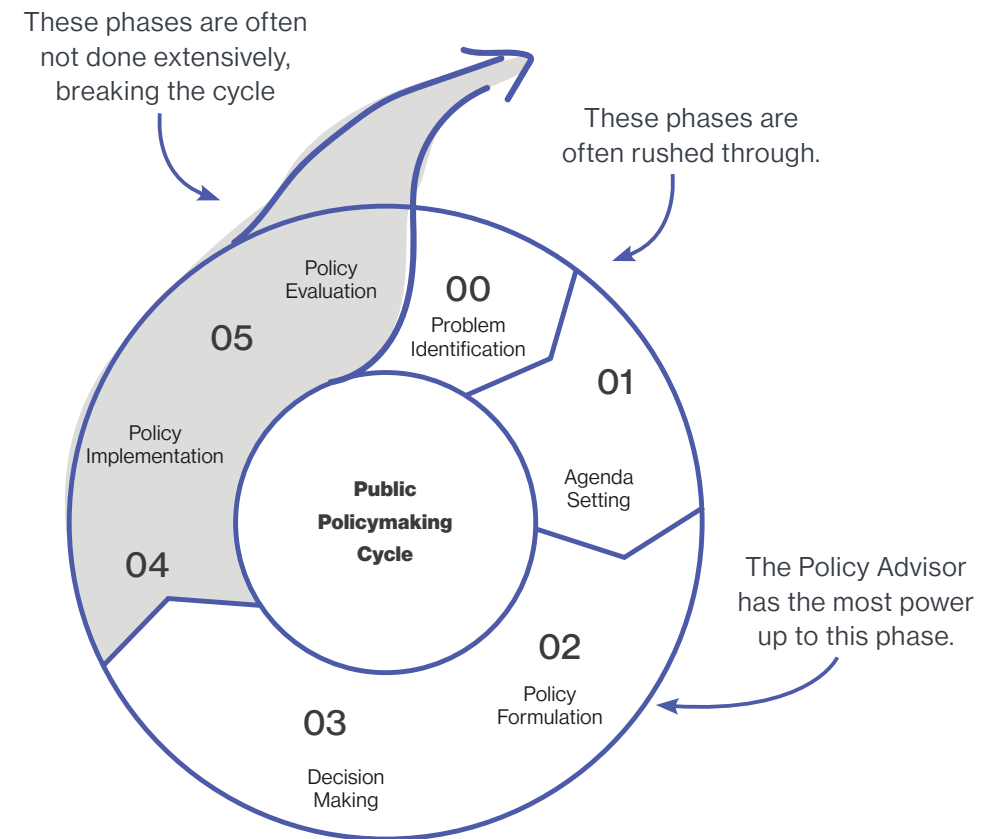 These phases are often
not done extensively,
breaking the cycle
These phases are
often rushed through.
Policy
Evaluation
00
Problem
Identification
05
01
Policy
Implementation
Agenda
Setting
Public
Policymaking
Cycle
04
The Policy Advisor
has the most power
up to this phase.
02
Policy
Formulation
03
Decision
Making